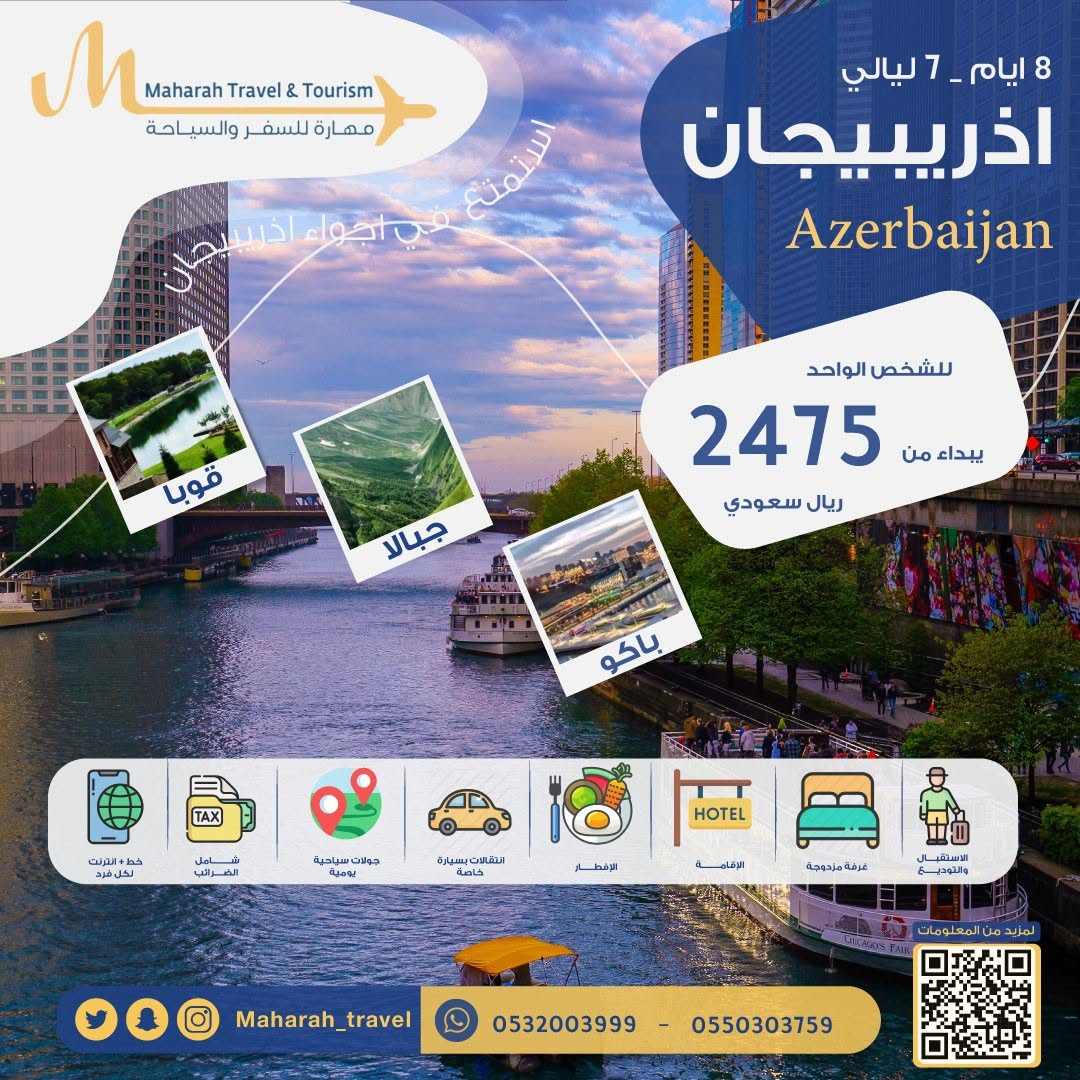 Maharah Travel & Tourism
مهارة للسفر والسياحة
8 ايام _ 7 ليالي
اذربيجان
Azerbaijan
استمتع في اجواء اذربيجان
للشخص الواحد
يبداء من 2475
ريال سعودي
قوبا
جبالا
باكو
الاستقبال
والتوديع
غرفة مزدوجة
HOTEL
الإقامة
الإفطار
انتقالات بسيارة
خاصة
جولات سياحية
يومية
TAX
شامل
الضرائب
خط + انترنت
لكل فرد
CHICAGO'S FAIR
لمزيد من المعلومات
Maharah_travel
0532003999 - 0550303759